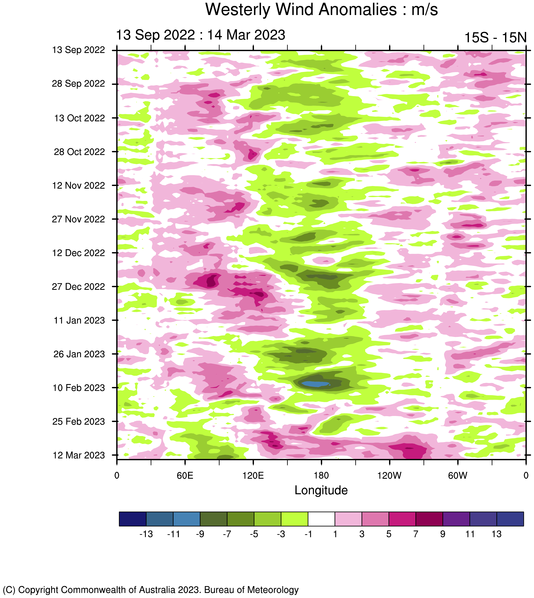 Westerly Wind Anomalies : m/s
13 Sep 2022 : 14 Mar 2023 15S - 15N
13 Sep 2022
28 Sep 2022
13 Oct 2022
28 Oct 2022
12 Nov 2022
27 Nov 2022
12 Dec 2022
27 Dec 2022
11 Jan 2023
26 Jan 2023
10 Feb 2023
25 Feb 2023
12 Mar 2023
0 60E 120E 180 120W 60W 0
Longitude
-13 -11 -9 -7 -5 -3 -1 1 3 5 7 9 11 13
(C) Copyright Commonwealth of Australia 2023. Bureau of Meteorology